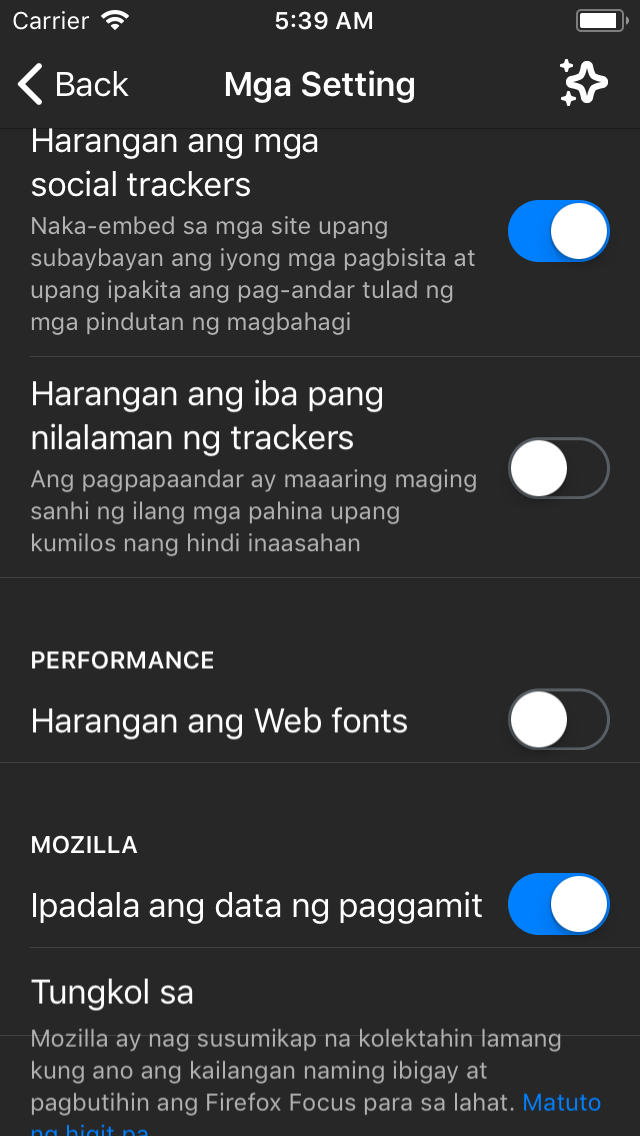 Carrier
5:39 AM
Back
Mga Setting
Harangan ang mga
social trackers
Naka-embed sa mga site upang
subaybayan ang iyong mga pagbisita at
upang ipakita ang pag-andar tulad ng
mga pindutan ng magbahagi
Harangan ang iba pang
nilalaman ng trackers
Ang pagpapaandar ay maaaring maging
sanhi ng ilang mga pahina upang
kumilos nang hindi inaasahan
PERFORMANCE
Harangan ang Web fonts
MOZILLA
Ipadala ang data ng paggamit
Tungkol sa
Mozilla ay nag susumikap na kolektahin lamang
kung ano ang kailangan naming ibigay at
pagbutihin ang Firefox Focus para sa lahat. Matuto
ng higit pa